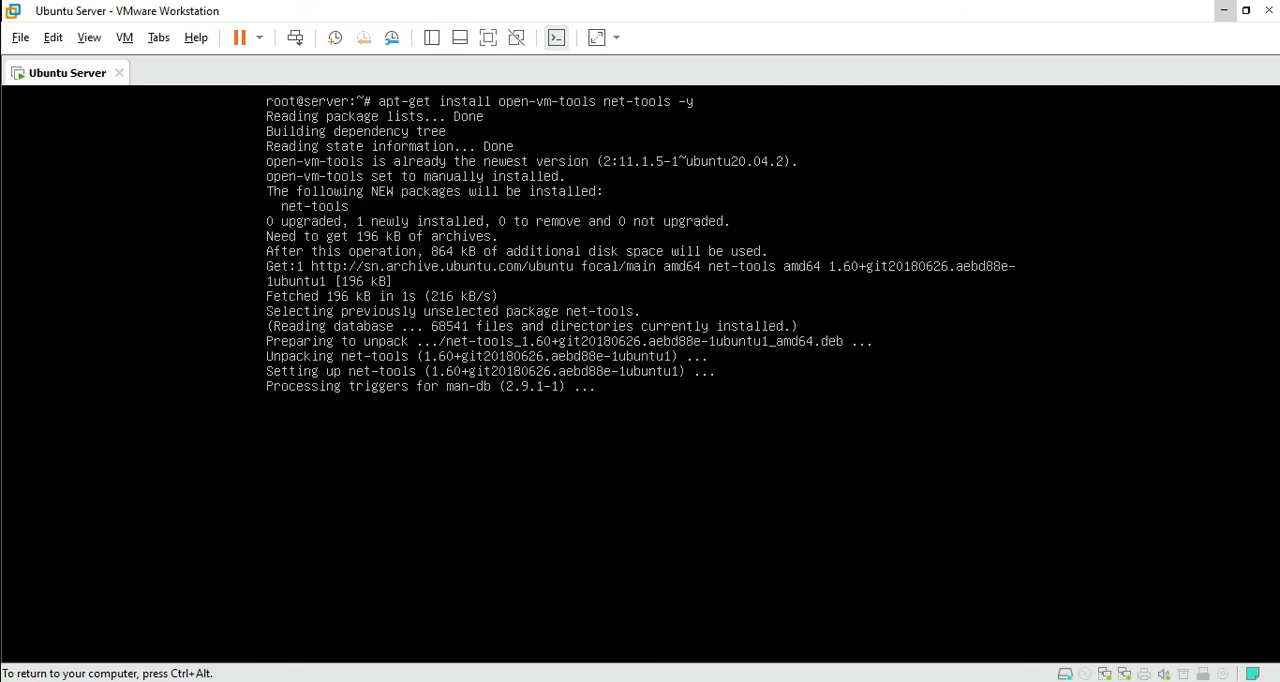 Ubuntu Server - VMware Workstation
File Edit View VM Tabs Help
Ubuntu Server
root@server:~# apt-get install open-vm-tools net-tools -y
Reading package lists... Done
Building dependency tree
Reading state information... Done
open-vm-tools is already the newest version (2:11.1.5-1~ubuntu20.04.2).
open-vm-tools set to manually installed.
The following NEW packages will be installed:
  net-tools
0 upgraded, 1 newly installed, 0 to remove and 0 not upgraded.
Need to get 196 kB of archives.
After this operation, 864 kB of additional disk space will be used.
Get:1 http://sn.archive.ubuntu.com/ubuntu focal/main amd64 net-tools amd64 1.60+git20180626.aebd88e-
1ubuntu1 [196 kB]
Fetched 196 kB in 1s (216 kB/s)
Selecting previously unselected package net-tools.
(Reading database ... 68541 files and directories currently installed.)
Preparing to unpack .../net-tools_1.60+git20180626.aebd88e-1ubuntu1_amd64.deb ...
Unpacking net-tools (1.60+git20180626.aebd88e-1ubuntu1) ...
Setting up net-tools (1.60+git20180626.aebd88e-1ubuntu1) ...
Processing triggers for man-db (2.9.1-1) ...
To return to your computer, press Ctrl+Alt.